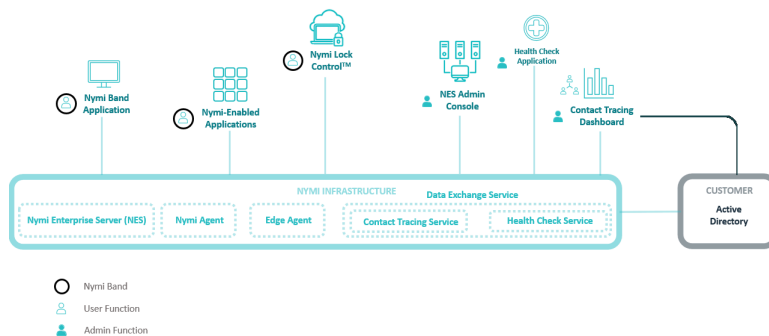 Nymi Lock
Control™
Health Check
Application
Nymi Band
Application
Nymi-Enabled
Applications
NES Admin
Console
Contact Tracing
Dashboard
NYMI INFRASTRUCTURE
Data Exchange Service
Nymi Enterprise Server (NES)
Nymi Agent
Edge Agent
Contact Tracing Service
Health Check Service
CUSTOMER
Active
Directory
Nymi Band
User Function
Admin Function